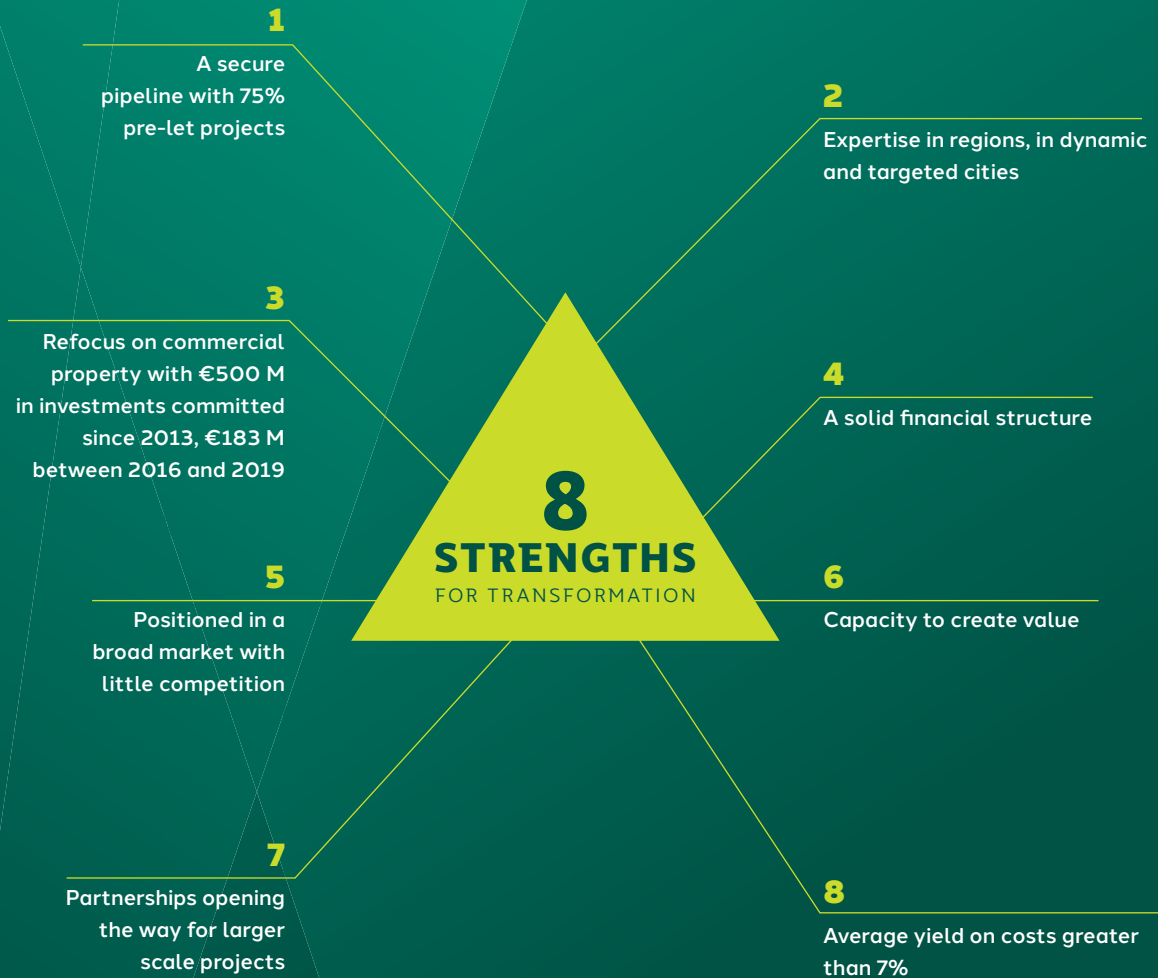 1
A secure
pipeline with 75%
pre-let projects
2
Expertise in regions, in dynamic
and targeted cities
3
Refocus on commercial
property with €500 M
in investments committed
since 2013, €183 M
between 2016 and 2019
4
A solid financial structure
8
STRENGTHS
FOR TRANSFORMATION
5
Positioned in a
broad market with
little competition
6
Capacity to create value
7
Partnerships opening
the way for larger
scale projects
8
Average yield on costs greater
than 7%